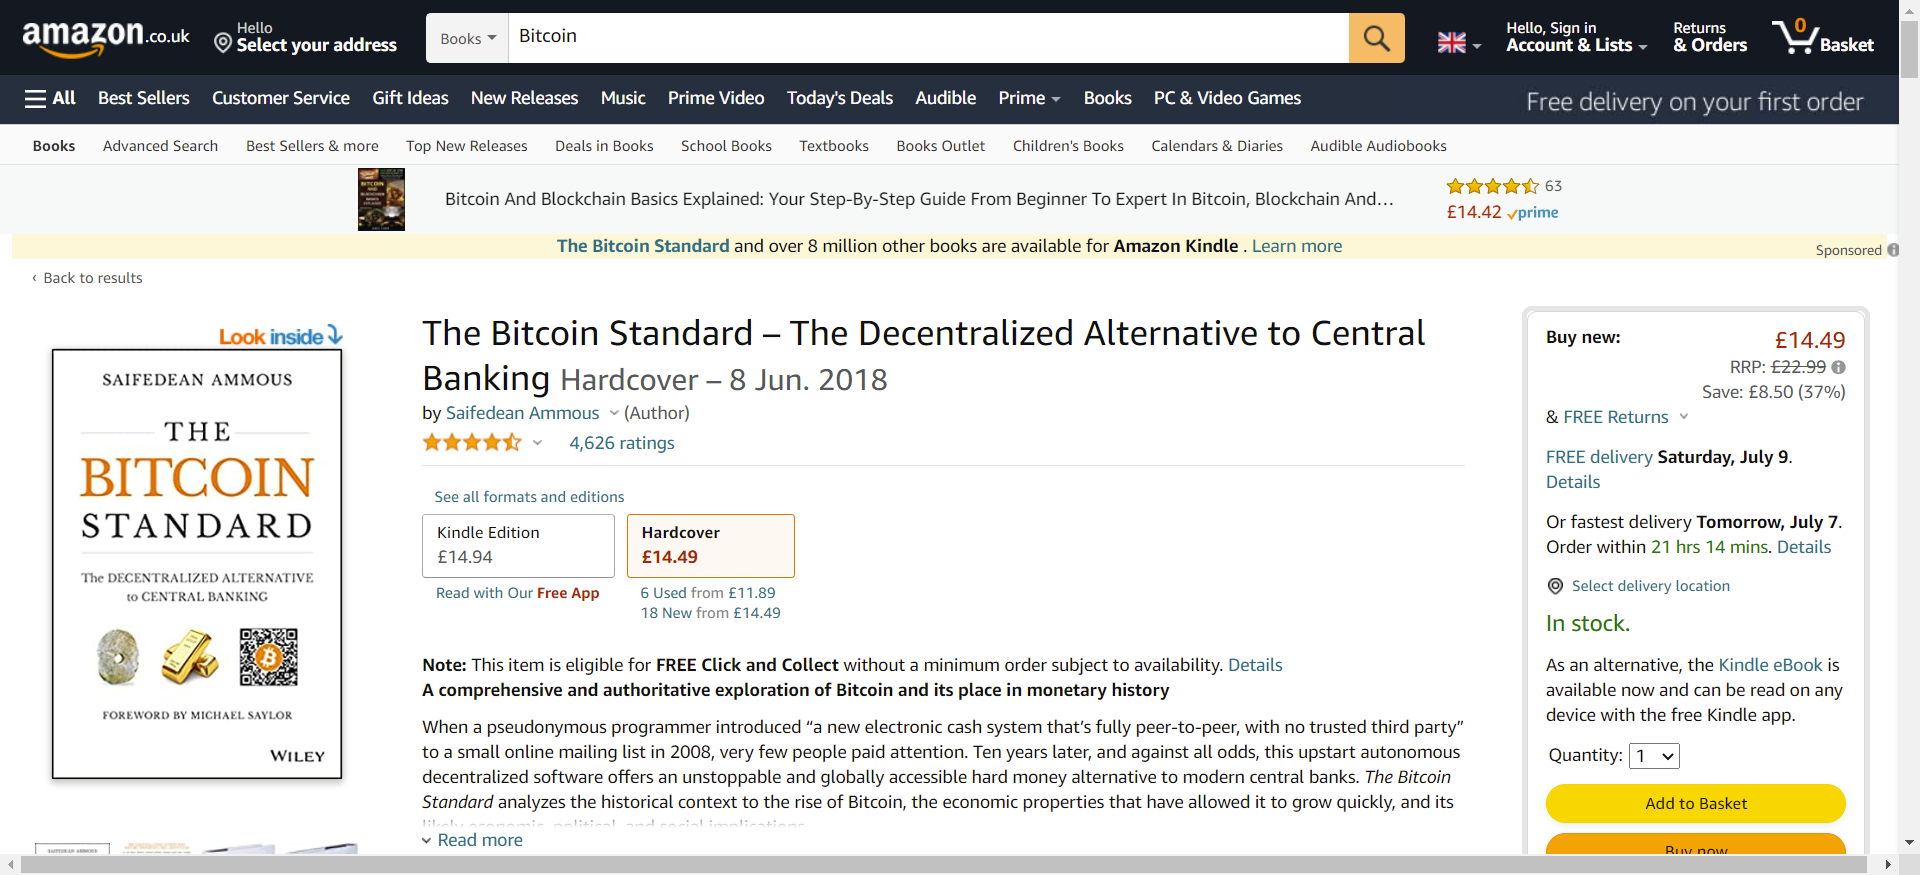 amazon.co.uk
Hello
Select your address
Books
Bitcoin
Hello, Sign in
Account & Lists
Returns
& Orders
0
Basket
All
Best Sellers
Customer Service
Gift Ideas
New Releases
Music
Prime Video
Today's Deals
Audible
Prime
Books
PC & Video Games
Free delivery on your first order
Books
Advanced Search
Best Sellers & more
Top New Releases
Deals in Books
School Books
Textbooks
Books Outlet
Children's Books
Calendars & Diaries
Audible Audiobooks
Bitcoin And Blockchain Basics Explained: Your Step-By-Step Guide From Beginner To Expert In Bitcoin, Blockchain And...
63
£14.42 prime
The Bitcoin Standard and over 8 million other books are available for Amazon Kindle . Learn more
Sponsored
‹ Back to results
Look inside
SAIFEDEAN AMMOUS
THE
BITCOIN
STANDARD
The DECENTRALIZED ALTERNATIVE
to CENTRAL BANKING
FOREWORD BY MICHAEL SAYLOR
WILEY
The Bitcoin Standard – The Decentralized Alternative to Central
Banking Hardcover – 8 Jun. 2018
by Saifedean Ammous (Author)
4,626 ratings
See all formats and editions
Kindle Edition
£14.94
Read with Our Free App
Hardcover
£14.49
6 Used from £11.89
18 New from £14.49
Note: This item is eligible for FREE Click and Collect without a minimum order subject to availability. Details
A comprehensive and authoritative exploration of Bitcoin and its place in monetary history
When a pseudonymous programmer introduced “a new electronic cash system that’s fully peer-to-peer, with no trusted third party”
to a small online mailing list in 2008, very few people paid attention. Ten years later, and against all odds, this upstart autonomous
decentralized software offers an unstoppable and globally accessible hard money alternative to modern central banks. The Bitcoin
Standard analyzes the historical context to the rise of Bitcoin, the economic properties that have allowed it to grow quickly, and its
likely economic, political, and social implications.
Read more
Buy new:
£14.49
RRP: £22.99
Save: £8.50 (37%)
& FREE Returns
FREE delivery Saturday, July 9.
Details
Or fastest delivery Tomorrow, July 7.
Order within 21 hrs 14 mins. Details
Select delivery location
In stock.
As an alternative, the Kindle eBook is
available now and can be read on any
device with the free Kindle app.
Quantity: 1
Add to Basket
Buy now